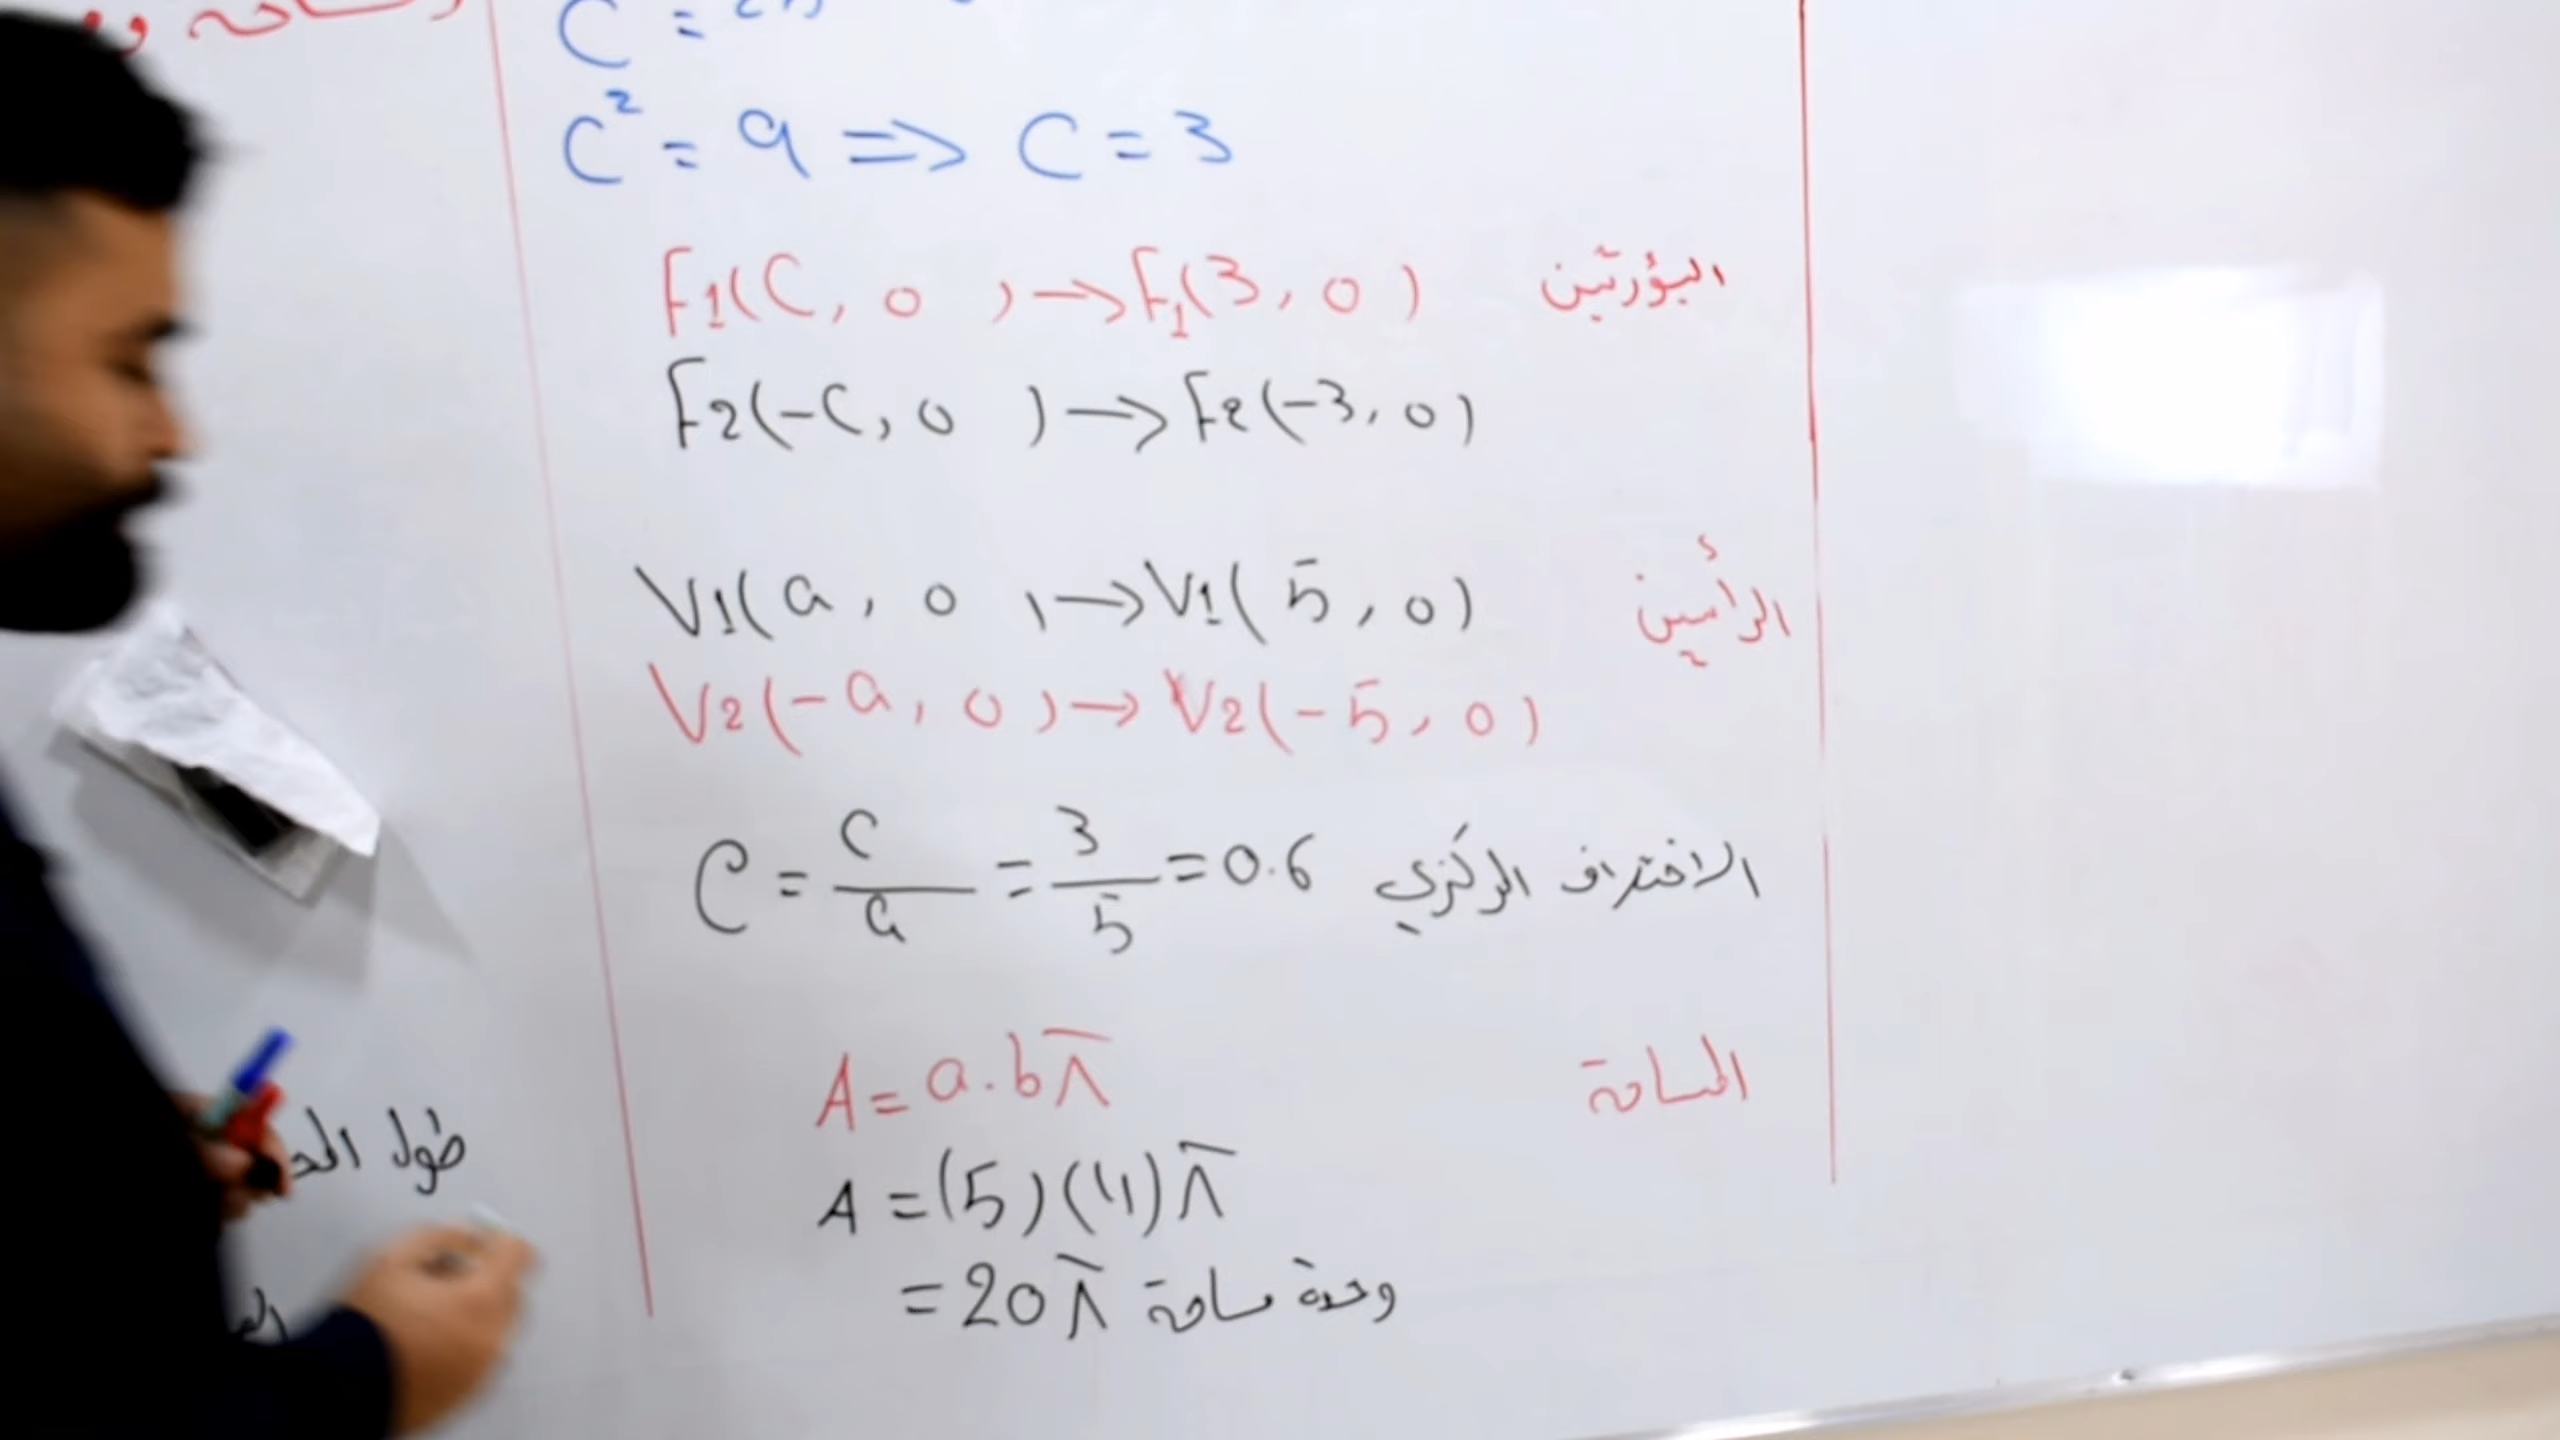 C² = 9 => C = 3
F1(C, 0) → F1(3, 0) البؤرتين
F2(-C, 0) → F2(-3, 0)
V1(a, 0) → V1(5, 0) الرأسين
V2(-a, 0) → V2(-5, 0)
e = c/a = 3/5 = 0.6 الاختراف المركزي
A = a.bπ المساحة
A = (5)(4)π
= 20π وحدة مساحة
طول